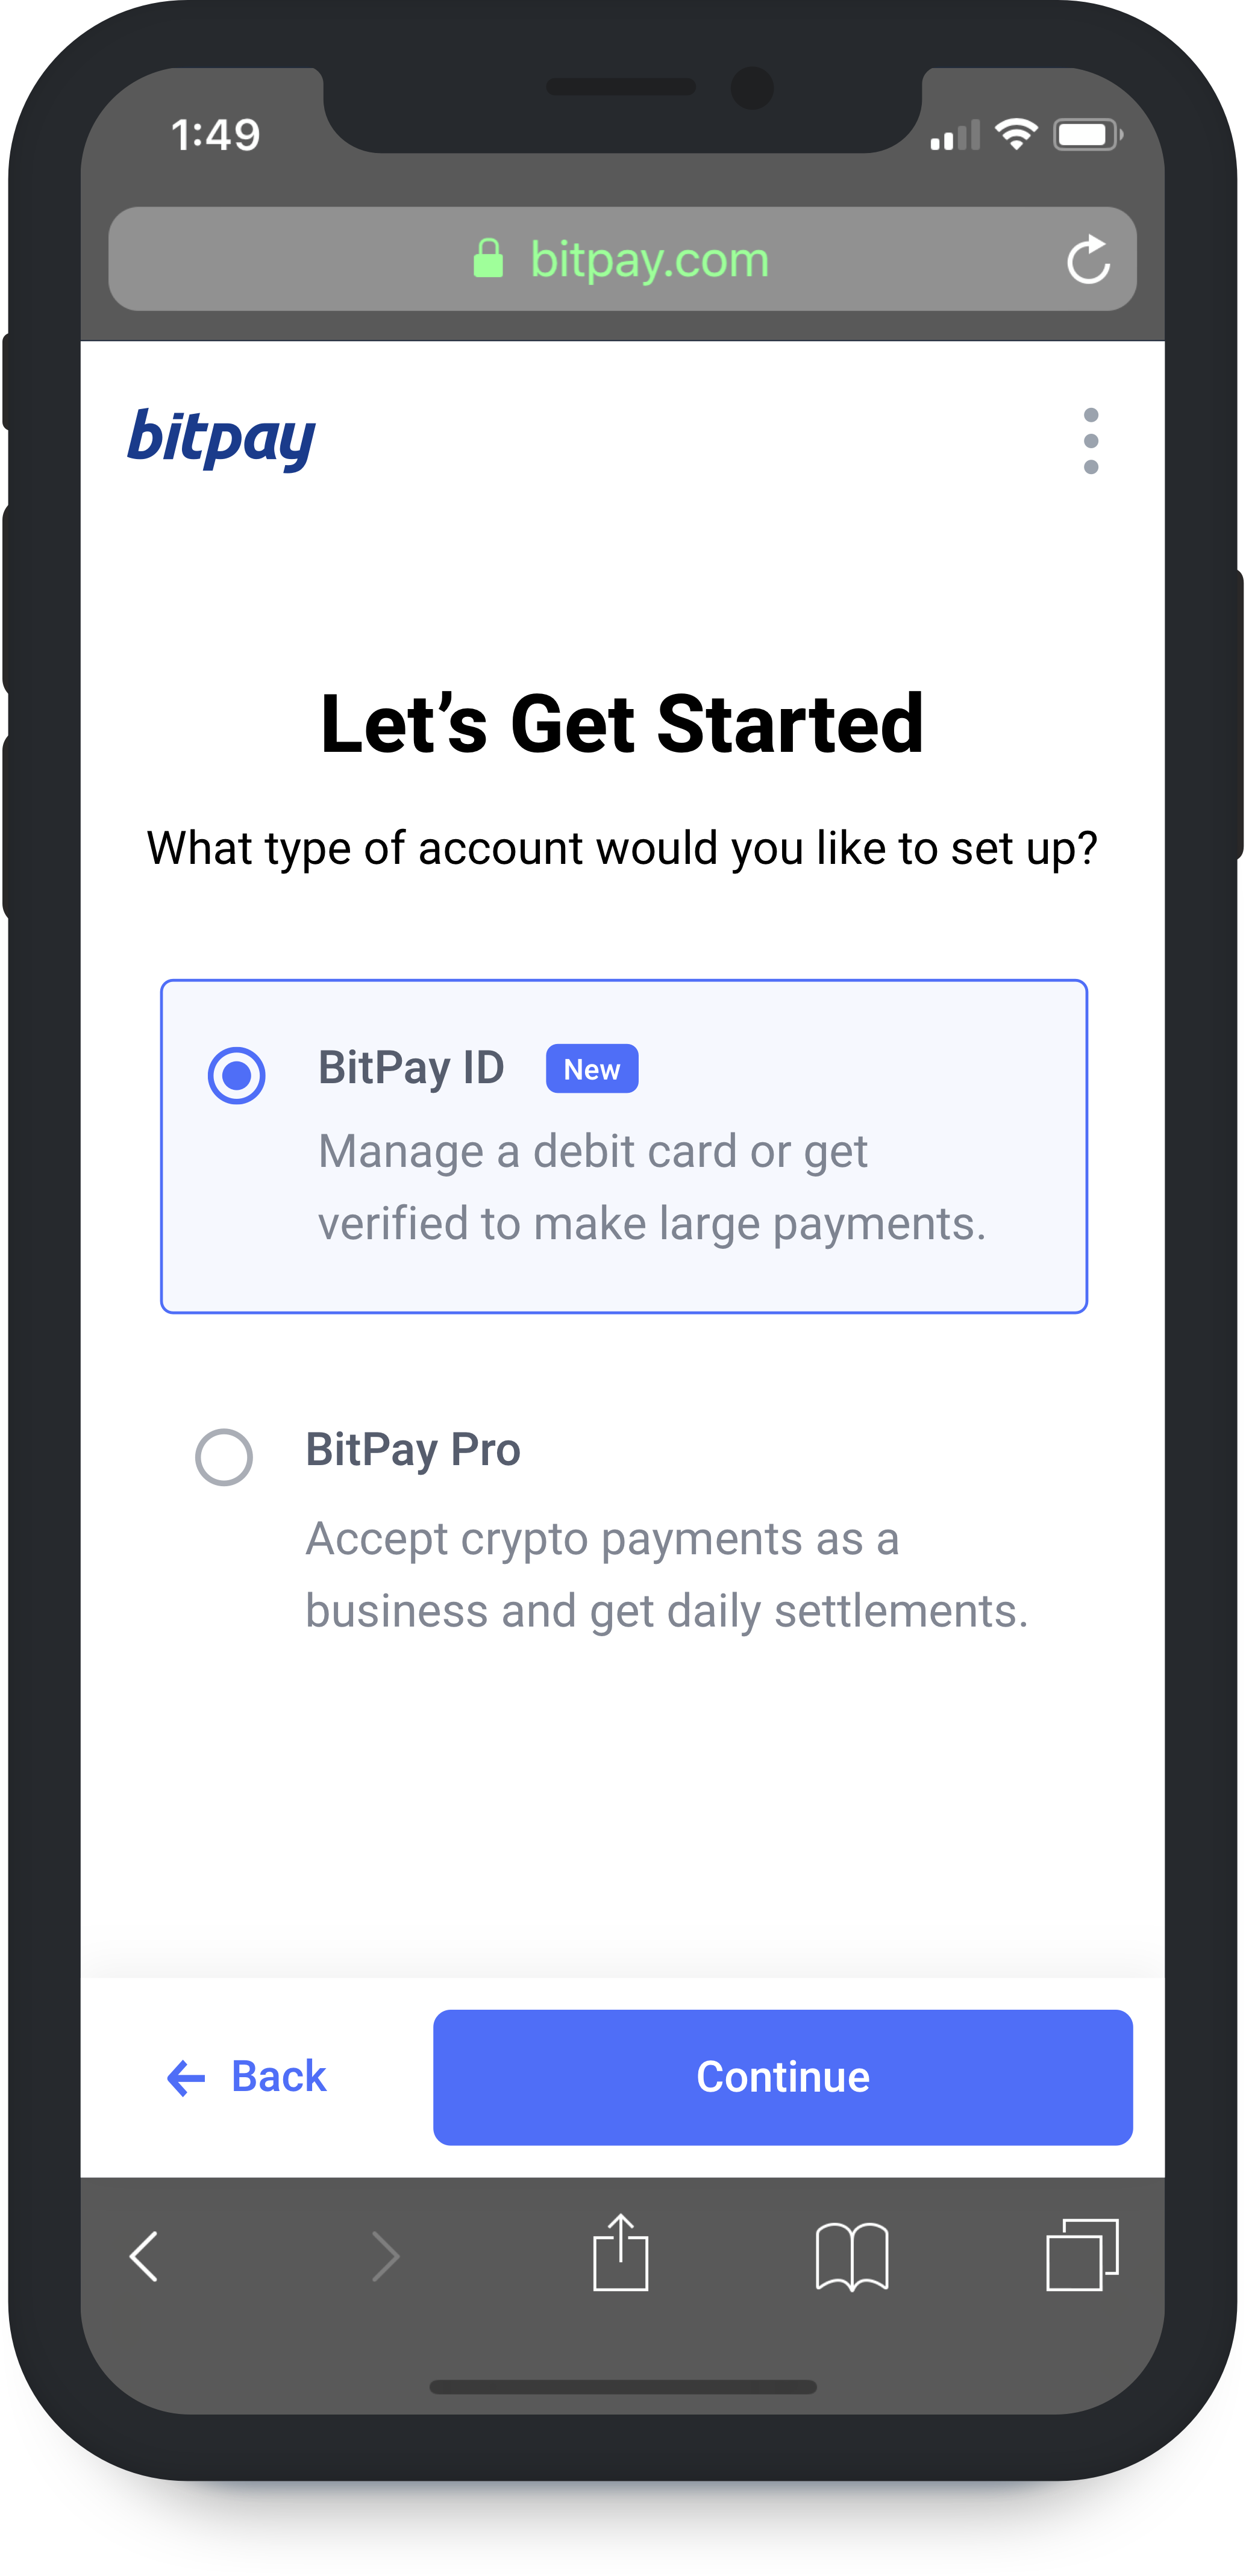 1:49
bitpay.com
bitpay
Let’s Get Started
What type of account would you like to set up?
BitPay ID New
Manage a debit card or get
verified to make large payments.
BitPay Pro
Accept crypto payments as a
business and get daily settlements.
Back Continue